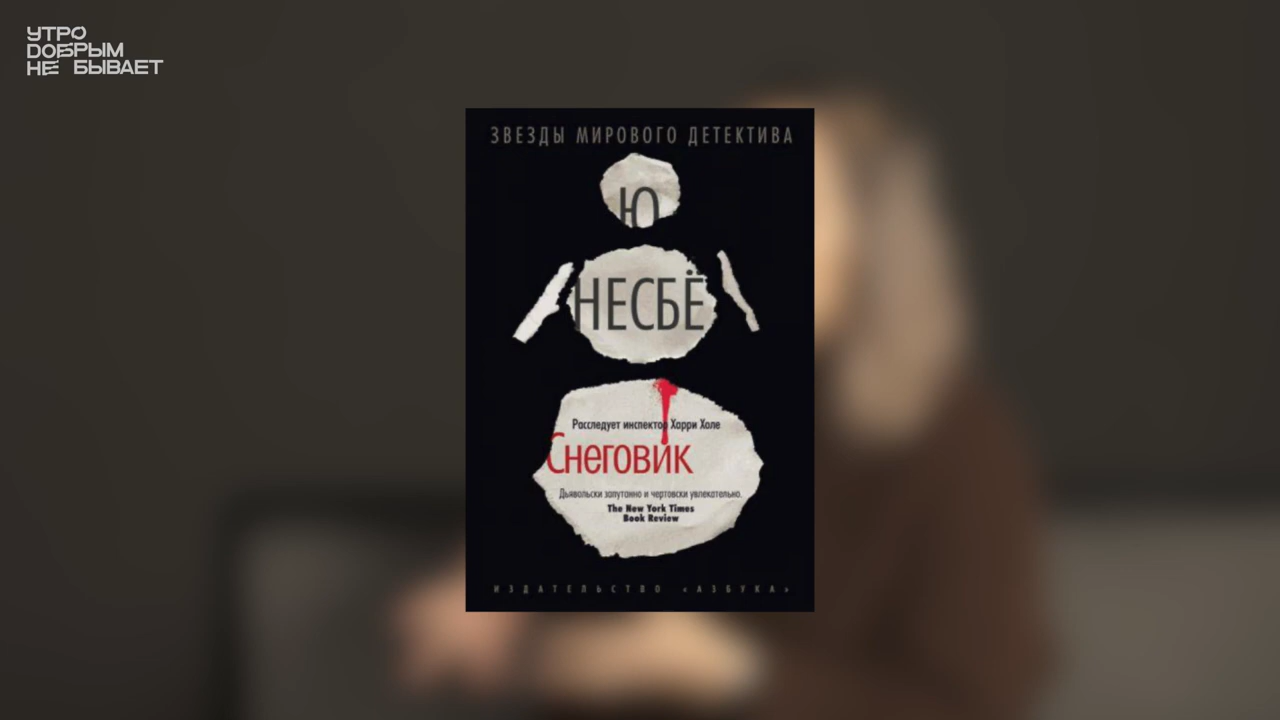 УТРО
ДОБРЫМ
НЕ БЫВАЕТ
ЗВЕЗДЫ МИРОВОГО ДЕТЕКТИВА
Ю
НЕСБЁ
Расследует инспектор Харри Холе
Снеговик
Дьявольски запутанно и чертовски увлекательно.
The New York Times
Book Review
ИЗДАТЕЛЬСТВО «АЗБУКА»